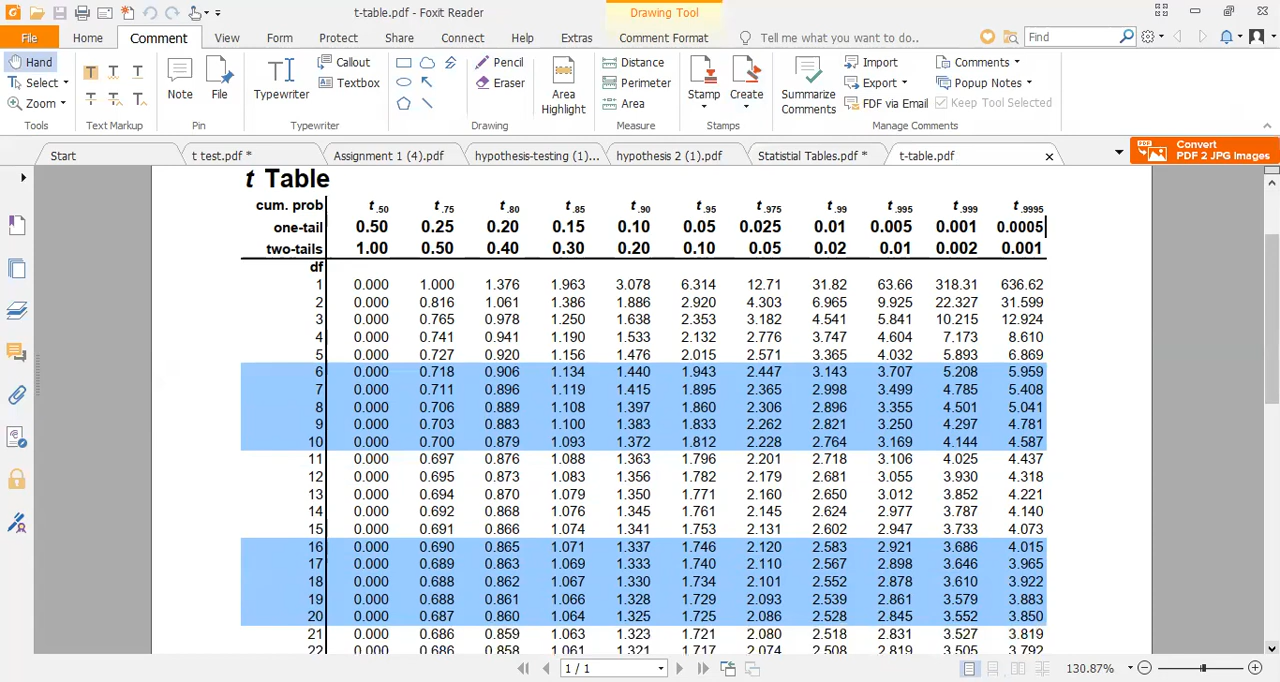 t-table.pdf - Foxit Reader
Drawing Tool
File Home Comment View Form Protect Share Connect Help Extras Comment Format Tell me what you want to do.. Find
Hand
Select
Zoom
Tools
T T T
T T T
Text Markup
Note File
Pin
Typewriter
Callout
Textbox
Typewriter
Pencil
Eraser
Area
Highlight
Drawing
Distance
Perimeter
Area
Measure
Stamp Create
Stamps
Summarize
Comments
Import
Export
FDF via Email
Comments
Popup Notes
Keep Tool Selected
Manage Comments
Start t test.pdf * Assignment 1 (4).pdf hypothesis-testing (1)... hypothesis 2 (1).pdf Statistial Tables.pdf * t-table.pdf
Convert
PDF 2 JPG Images
t Table
cum. prob t .50 t .75 t .80 t .85 t .90 t .95 t .975 t .99 t .995 t .999 t .9995
one-tail 0.50 0.25 0.20 0.15 0.10 0.05 0.025 0.01 0.005 0.001 0.0005
two-tails 1.00 0.50 0.40 0.30 0.20 0.10 0.05 0.02 0.01 0.002 0.001
df
1 0.000 1.000 1.376 1.963 3.078 6.314 12.71 31.82 63.66 318.31 636.62
2 0.000 0.816 1.061 1.386 1.886 2.920 4.303 6.965 9.925 22.327 31.599
3 0.000 0.765 0.978 1.250 1.638 2.353 3.182 4.541 5.841 10.215 12.924
4 0.000 0.741 0.941 1.190 1.533 2.132 2.776 3.747 4.604 7.173 8.610
5 0.000 0.727 0.920 1.156 1.476 2.015 2.571 3.365 4.032 5.893 6.869
6 0.000 0.718 0.906 1.134 1.440 1.943 2.447 3.143 3.707 5.208 5.959
7 0.000 0.711 0.896 1.119 1.415 1.895 2.365 2.998 3.499 4.785 5.408
8 0.000 0.706 0.889 1.108 1.397 1.860 2.306 2.896 3.355 4.501 5.041
9 0.000 0.703 0.883 1.100 1.383 1.833 2.262 2.821 3.250 4.297 4.781
10 0.000 0.700 0.879 1.093 1.372 1.812 2.228 2.764 3.169 4.144 4.587
11 0.000 0.697 0.876 1.088 1.363 1.796 2.201 2.718 3.106 4.025 4.437
12 0.000 0.695 0.873 1.083 1.356 1.782 2.179 2.681 3.055 3.930 4.318
13 0.000 0.694 0.870 1.079 1.350 1.771 2.160 2.650 3.012 3.852 4.221
14 0.000 0.692 0.868 1.076 1.345 1.761 2.145 2.624 2.977 3.787 4.140
15 0.000 0.691 0.866 1.074 1.341 1.753 2.131 2.602 2.947 3.733 4.073
16 0.000 0.690 0.865 1.071 1.337 1.746 2.120 2.583 2.921 3.686 4.015
17 0.000 0.689 0.863 1.069 1.333 1.740 2.110 2.567 2.898 3.646 3.965
18 0.000 0.688 0.862 1.067 1.330 1.734 2.101 2.552 2.878 3.610 3.922
19 0.000 0.688 0.861 1.066 1.328 1.729 2.093 2.539 2.861 3.579 3.883
20 0.000 0.687 0.860 1.064 1.325 1.725 2.086 2.528 2.845 3.552 3.850
21 0.000 0.686 0.859 1.063 1.323 1.721 2.080 2.518 2.831 3.527 3.819
22 0.000 0.686 0.858 1.061 1.321 1.717 2.074 2.508 2.819 3.505 3.792
1 / 1 130.87%